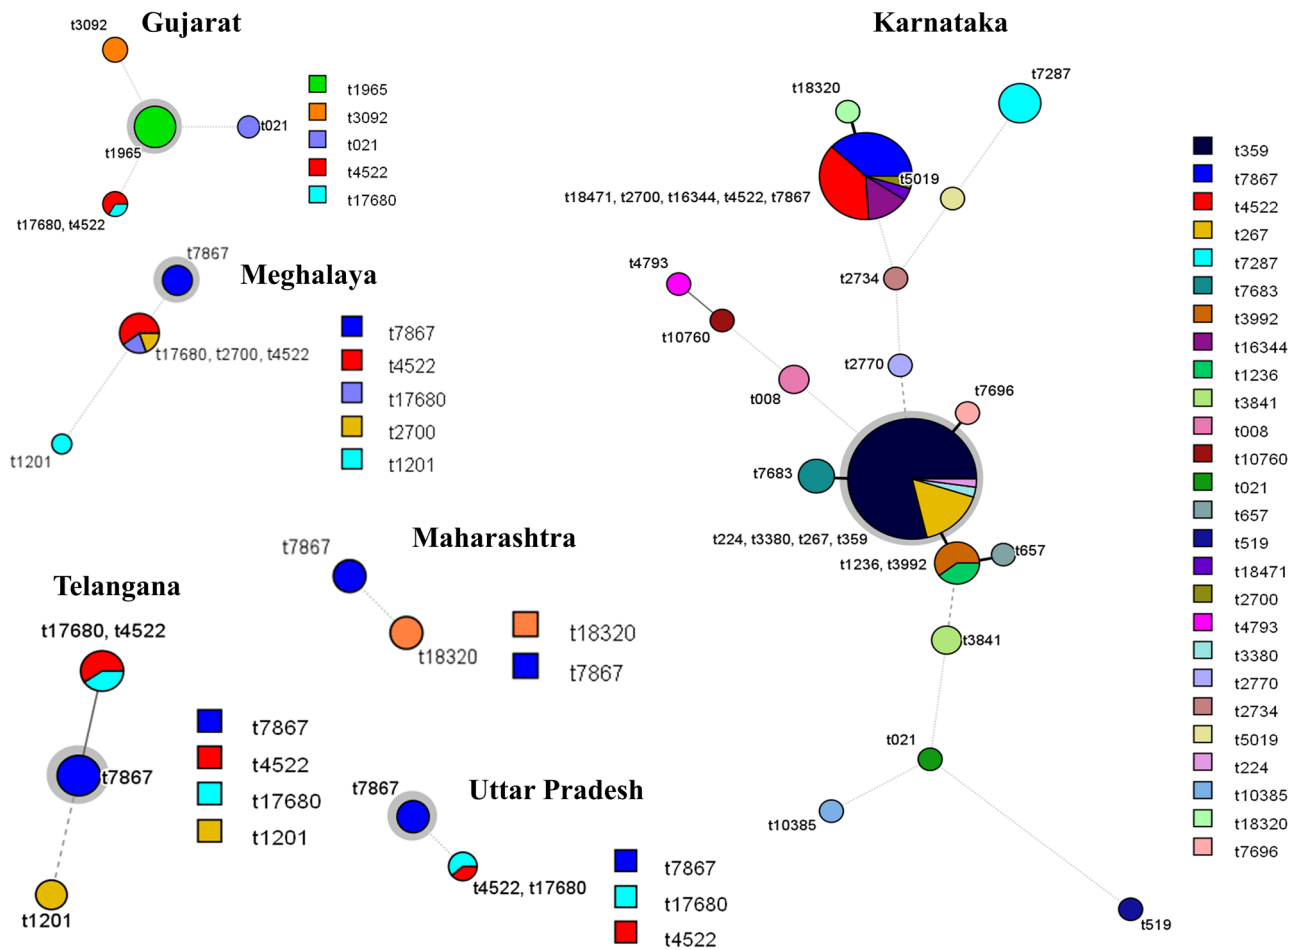 Gujarat
t3092
t1965
t021
t17680, t4522
t1965
t3092
t021
t4522
t17680
Meghalaya
t7867
t17680, t2700, t4522
t1201
t7867
t4522
t17680
t2700
t1201
Maharashtra
t7867
t18320
t18320
t7867
Telangana
t17680, t4522
t7867
t1201
t7867
t4522
t17680
t1201
Uttar Pradesh
t7867
t4522, t17680
t7867
t17680
t4522
Karnataka
t7287
t18320
t5019
t18471, t2700, t16344, t4522, t7867
t4793
t2734
t10760
t2770
t008
t7696
t7683
t224, t3380, t267, t359
t1236, t3992
t657
t3841
t021
t10385
t519
t359
t7867
t4522
t267
t7287
t7683
t3992
t16344
t1236
t3841
t008
t10760
t021
t657
t519
t18471
t2700
t4793
t3380
t2770
t2734
t5019
t224
t10385
t18320
t7696